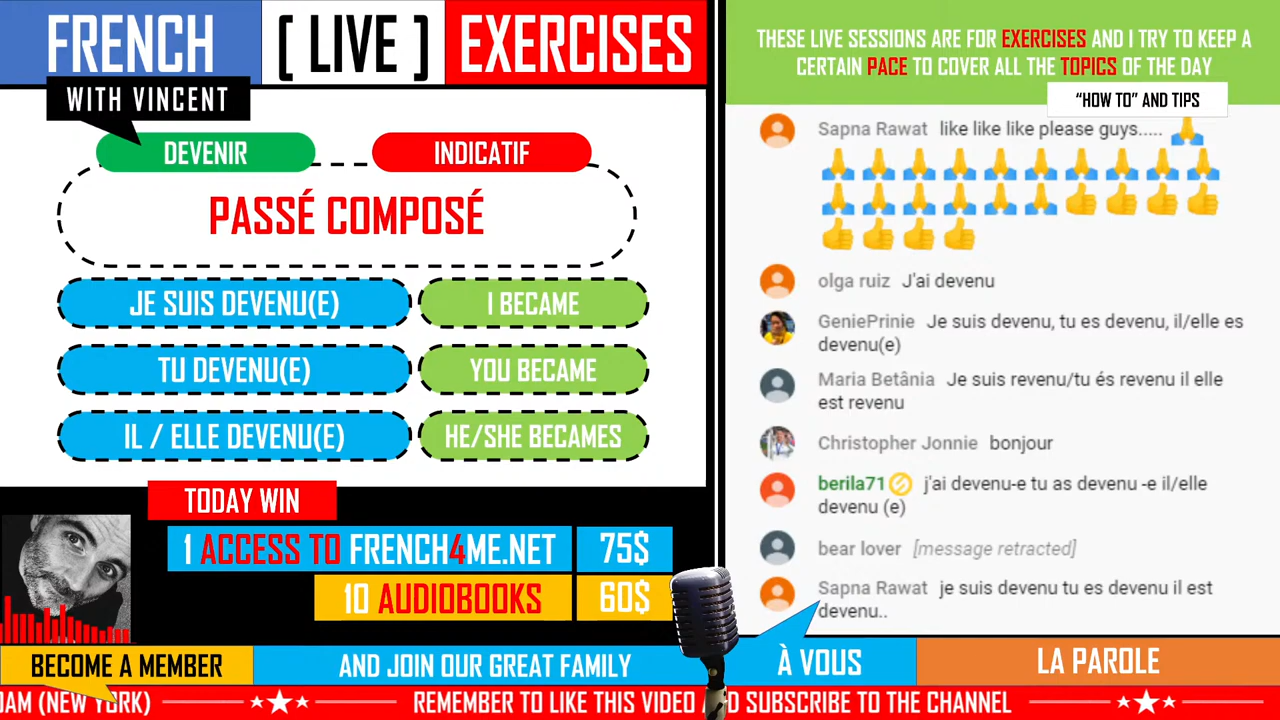 FRENCH [ LIVE ] EXERCISES
WITH VINCENT
DEVENIR INDICATIF
PASSÉ COMPOSÉ
JE SUIS DEVENU(E) I BECAME
TU DEVENU(E) YOU BECAME
IL / ELLE DEVENU(E) HE/SHE BECAMES
TODAY WIN
1 ACCESS TO FRENCH4ME.NET 75$
10 AUDIOBOOKS 60$
THESE LIVE SESSIONS ARE FOR EXERCISES AND I TRY TO KEEP A
CERTAIN PACE TO COVER ALL THE TOPICS OF THE DAY
“HOW TO” AND TIPS
Sapna Rawat like like like please guys..... 🙏
🙏🙏🙏🙏🙏🙏🙏🙏🙏🙏
🙏🙏🙏🙏🙏🙏👍👍👍👍
👍👍👍👍
olga ruiz J'ai devenu
GeniePrinie Je suis devenu, tu es devenu, il/elle es
devenu(e)
Maria Betânia Je suis revenu/tu és revenu il elle
est revenu
Christopher Jonnie bonjour
berila71 j'ai devenu-e tu as devenu -e il/elle
devenu (e)
bear lover [message retracted]
Sapna Rawat je suis devenu tu es devenu il est
devenu..
BECOME A MEMBER AND JOIN OUR GREAT FAMILY À VOUS LA PAROLE
DAM (NEW YORK) REMEMBER TO LIKE THIS VIDEO ND SUBSCRIBE TO THE CHANNEL